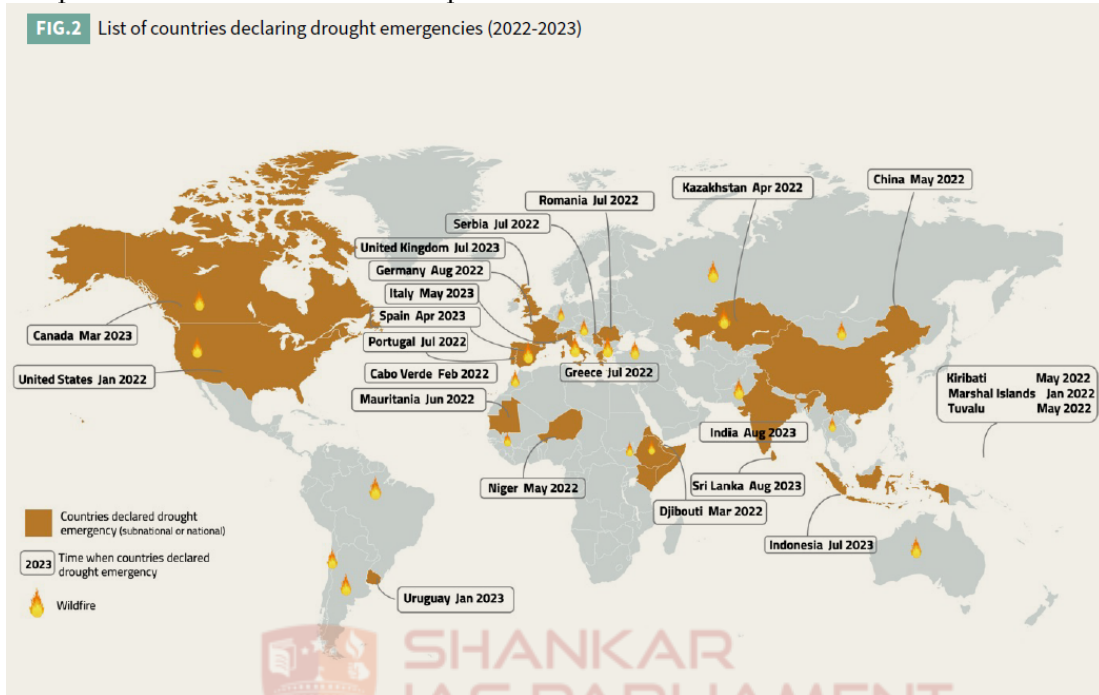 FIG.2 List of countries declaring drought emergencies (2022-2023)
China May 2022
Kazakhstan Apr 2022
Romania Jul 2022
Serbia Jul 2022
United Kingdom Jul 2023
Germany Aug 2022
Italy May 2023
Spain Apr 2023
Canada Mar 2023
Portugal Jul 2022
Cabo Verde Feb 2022
Greece Jul 2022
United States Jan 2022
Kiribati May 2022
Marshal Islands Jan 2022
Tuvalu May 2022
Mauritania Jun 2022
India Aug 2023
Niger May 2022
Sri Lanka Aug 2023
Djibouti Mar 2022
Indonesia Jul 2023
Countries declared drought
emergency (subnational or national)
2023 Time when countries declared
drought emergency
Wildfire
Uruguay Jan 2023
SHANKAR
IAS PARLIAMENT